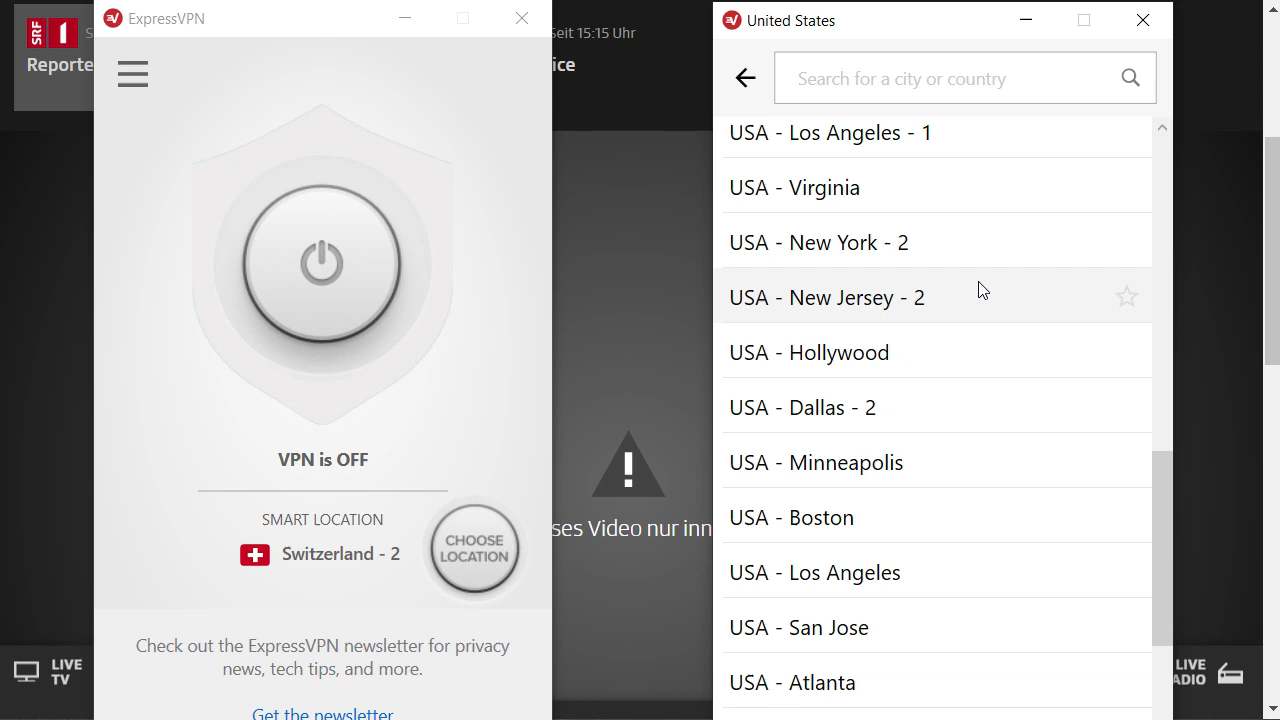 ExpressVPN
VPN is OFF
SMART LOCATION
Switzerland - 2
CHOOSE
LOCATION
Check out the ExpressVPN newsletter for privacy
news, tech tips, and more.
Get the newsletter
United States
Search for a city or country
USA - Los Angeles - 1
USA - Virginia
USA - New York - 2
USA - New Jersey - 2
USA - Hollywood
USA - Dallas - 2
USA - Minneapolis
USA - Boston
USA - Los Angeles
USA - San Jose
USA - Atlanta
SRF 1
Seit 15:15 Uhr
Reporte
ice
ses Video nur inn
LIVE
TV
LIVE
ADIO